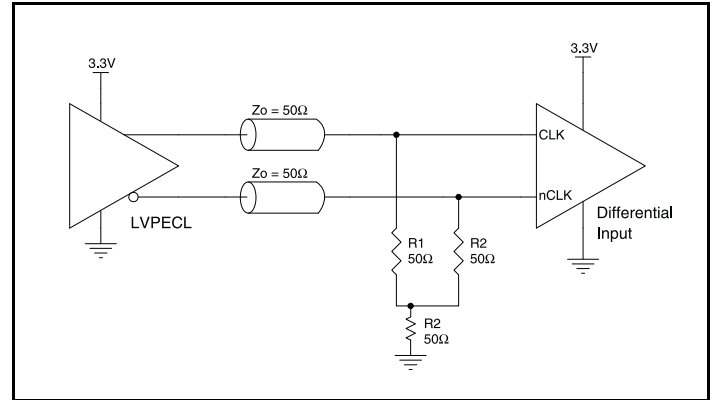 3.3V
3.3V
Zo = 50Ω
CLK
Zo = 50Ω
nCLK
LVPECL
Differential
Input
R1
50Ω
R2
50Ω
R2
50Ω